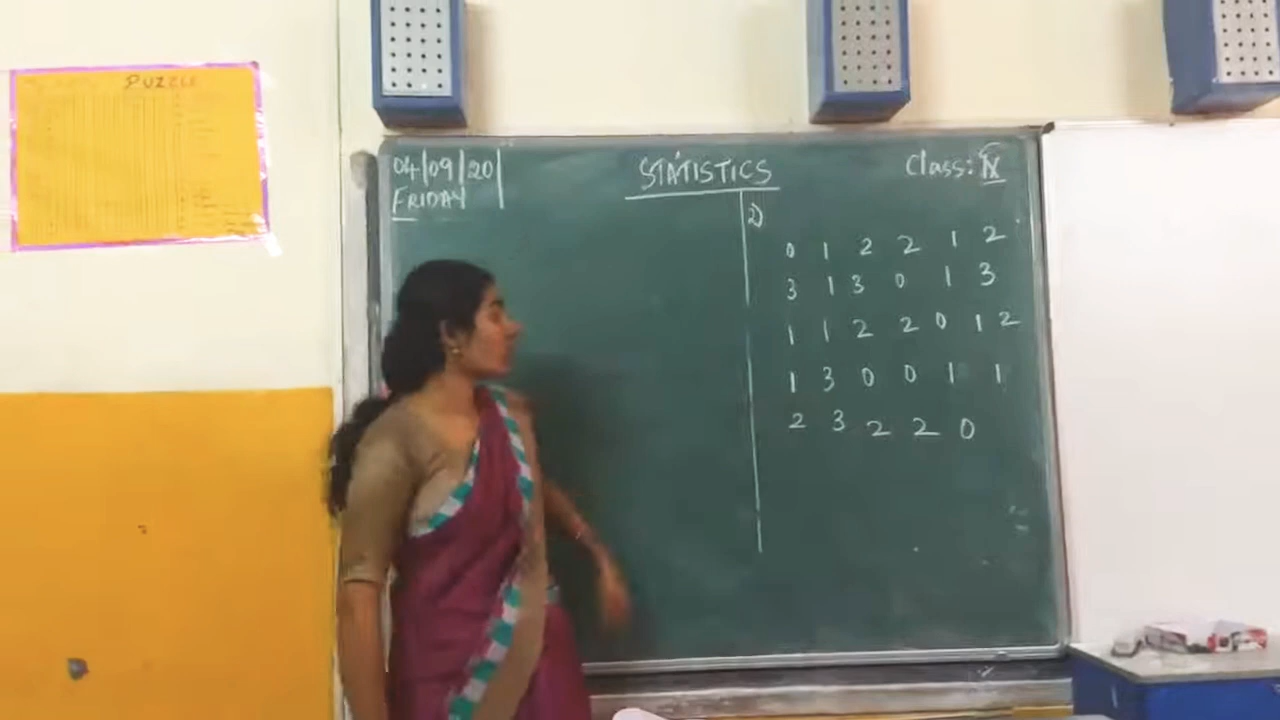 PUZZLE
04/09/20
FRIDAY
STATISTICS
Class: IX
2)
0 1 2 2 1 2
3 1 3 0 1 3
1 1 2 2 0 1 2
1 3 0 0 1 1
2 3 2 2 0